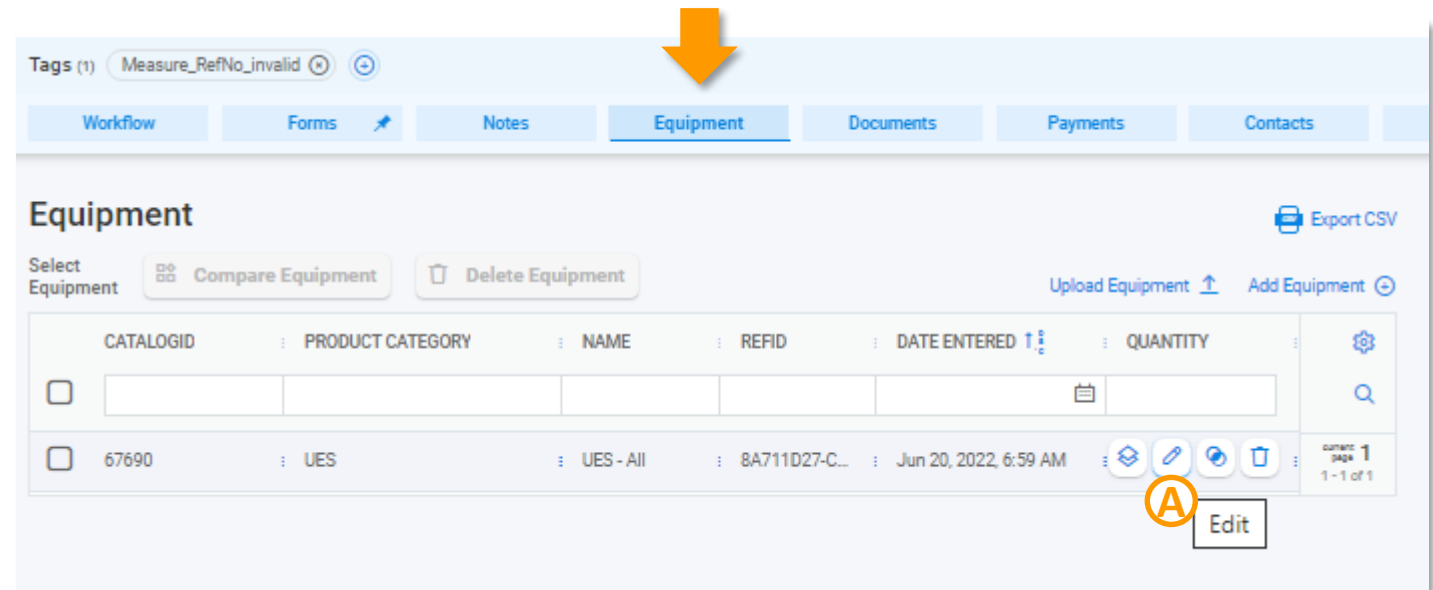 Tags (1) Measure_RefNo_invalid
Workflow Forms Notes Equipment Documents Payments Contacts
Equipment
Export CSV
Select
Equipment
Compare Equipment Delete Equipment
Upload Equipment Add Equipment
CATALOGID PRODUCT CATEGORY NAME REFID DATE ENTERED QUANTITY
67690 UES UES - All 8A711D27-C... Jun 20, 2022, 6:59 AM
current page 1
1 - 1 of 1
A
Edit